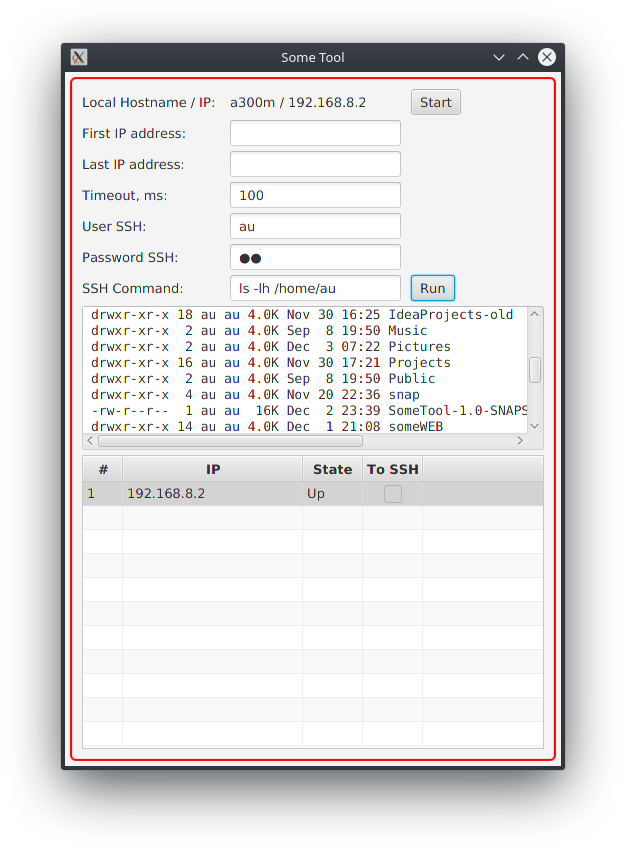 Some Tool
Local Hostname / IP: a300m / 192.168.8.2 Start
First IP address:
Last IP address:
Timeout, ms: 100
User SSH: au
Password SSH: ●●
SSH Command: ls -lh /home/au Run
drwxr-xr-x 18 au au 4.0K Nov 30 16:25 IdeaProjects-old
drwxr-xr-x  2 au au 4.0K Sep  8 19:50 Music
drwxr-xr-x  2 au au 4.0K Dec  3 07:22 Pictures
drwxr-xr-x 16 au au 4.0K Nov 30 17:21 Projects
drwxr-xr-x  2 au au 4.0K Sep  8 19:50 Public
drwxr-xr-x  4 au au 4.0K Nov 20 22:36 snap
-rw-r--r--  1 au au  16K Dec  2 23:39 SomeTool-1.0-SNAPS
drwxr-xr-x 14 au au 4.0K Dec  1 21:08 someWEB
# IP State To SSH
1 192.168.8.2 Up